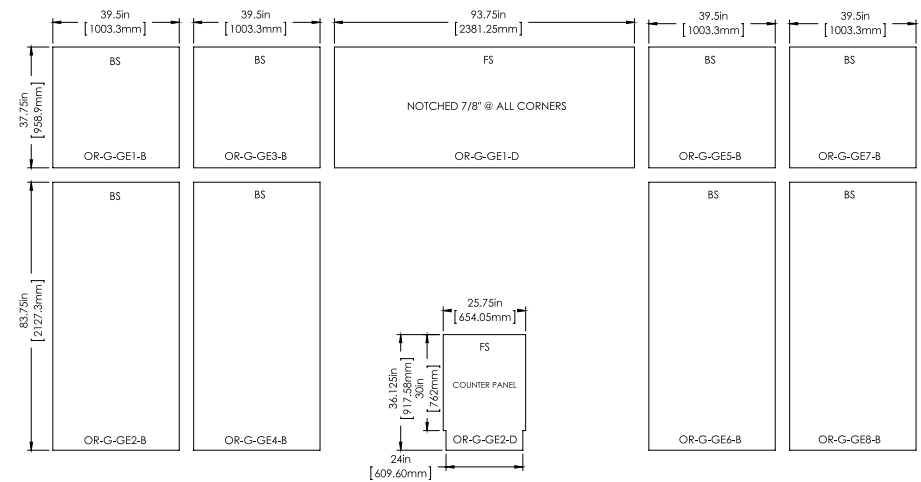 39.5in
[1003.3mm]
39.5in
[1003.3mm]
93.75in
[2381.25mm]
39.5in
[1003.3mm]
39.5in
[1003.3mm]
37.75in
[958.9mm]
BS
BS
FS
BS
BS
NOTCHED 7/8" @ ALL CORNERS
OR-G-GE1-B
OR-G-GE3-B
OR-G-GE1-D
OR-G-GE5-B
OR-G-GE7-B
83.75in
[2127.3mm]
BS
BS
BS
BS
25.75in
[654.05mm]
36.125in
[917.58mm]
30in
[762mm]
FS
COUNTER PANEL
OR-G-GE2-B
OR-G-GE4-B
OR-G-GE2-D
OR-G-GE6-B
OR-G-GE8-B
24in
[609.60mm]